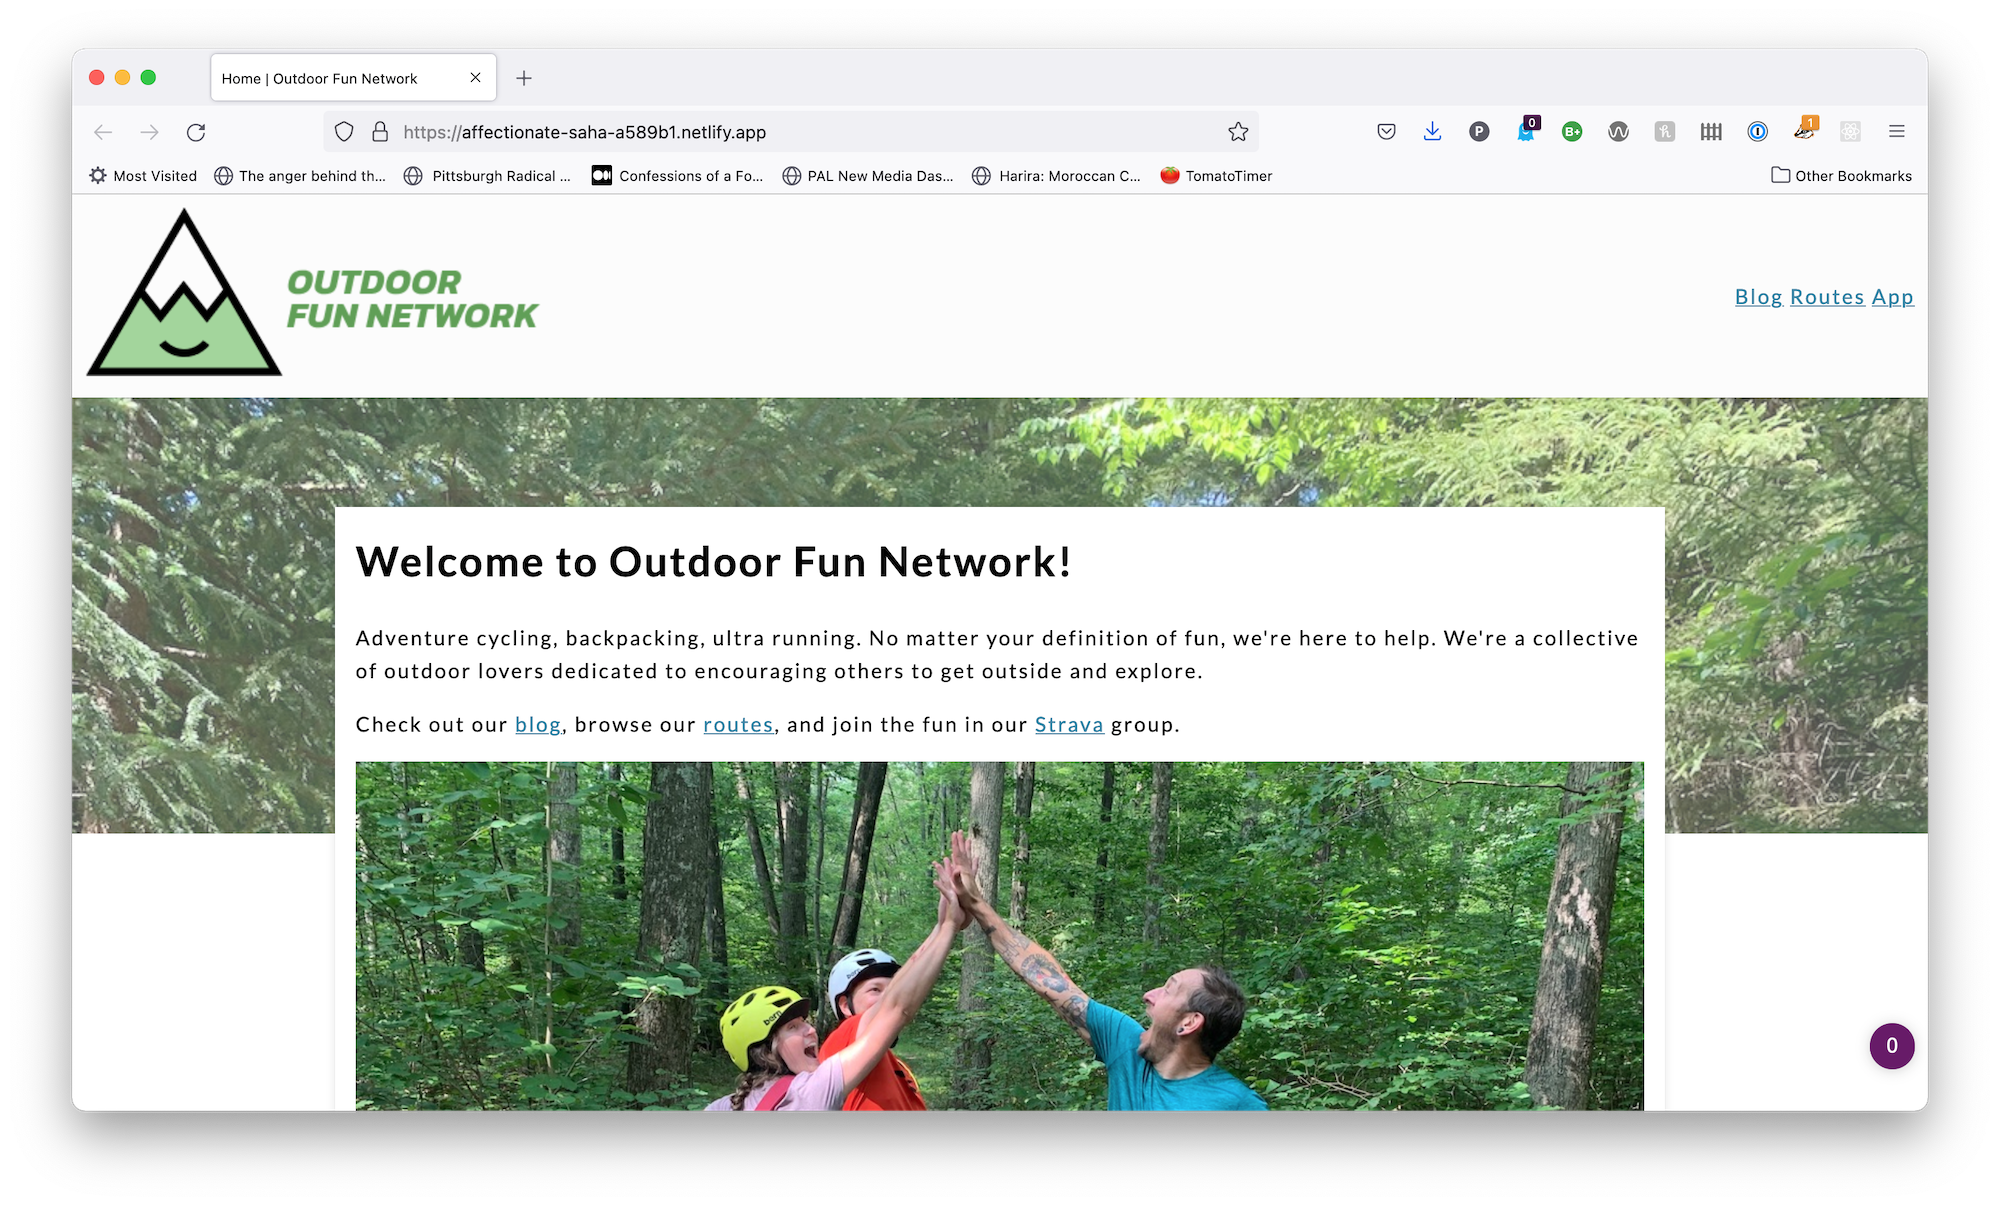 Home | Outdoor Fun Network
https://affectionate-saha-a589b1.netlify.app
P
0
B+
1
Most Visited
The anger behind th...
Pittsburgh Radical ...
Confessions of a Fo...
PAL New Media Das...
Harira: Moroccan C...
TomatoTimer
Other Bookmarks
OUTDOOR
FUN NETWORK
Blog Routes App
Welcome to Outdoor Fun Network!
Adventure cycling, backpacking, ultra running. No matter your definition of fun, we're here to help. We're a collective
of outdoor lovers dedicated to encouraging others to get outside and explore.
Check out our blog, browse our routes, and join the fun in our Strava group.
bern
0